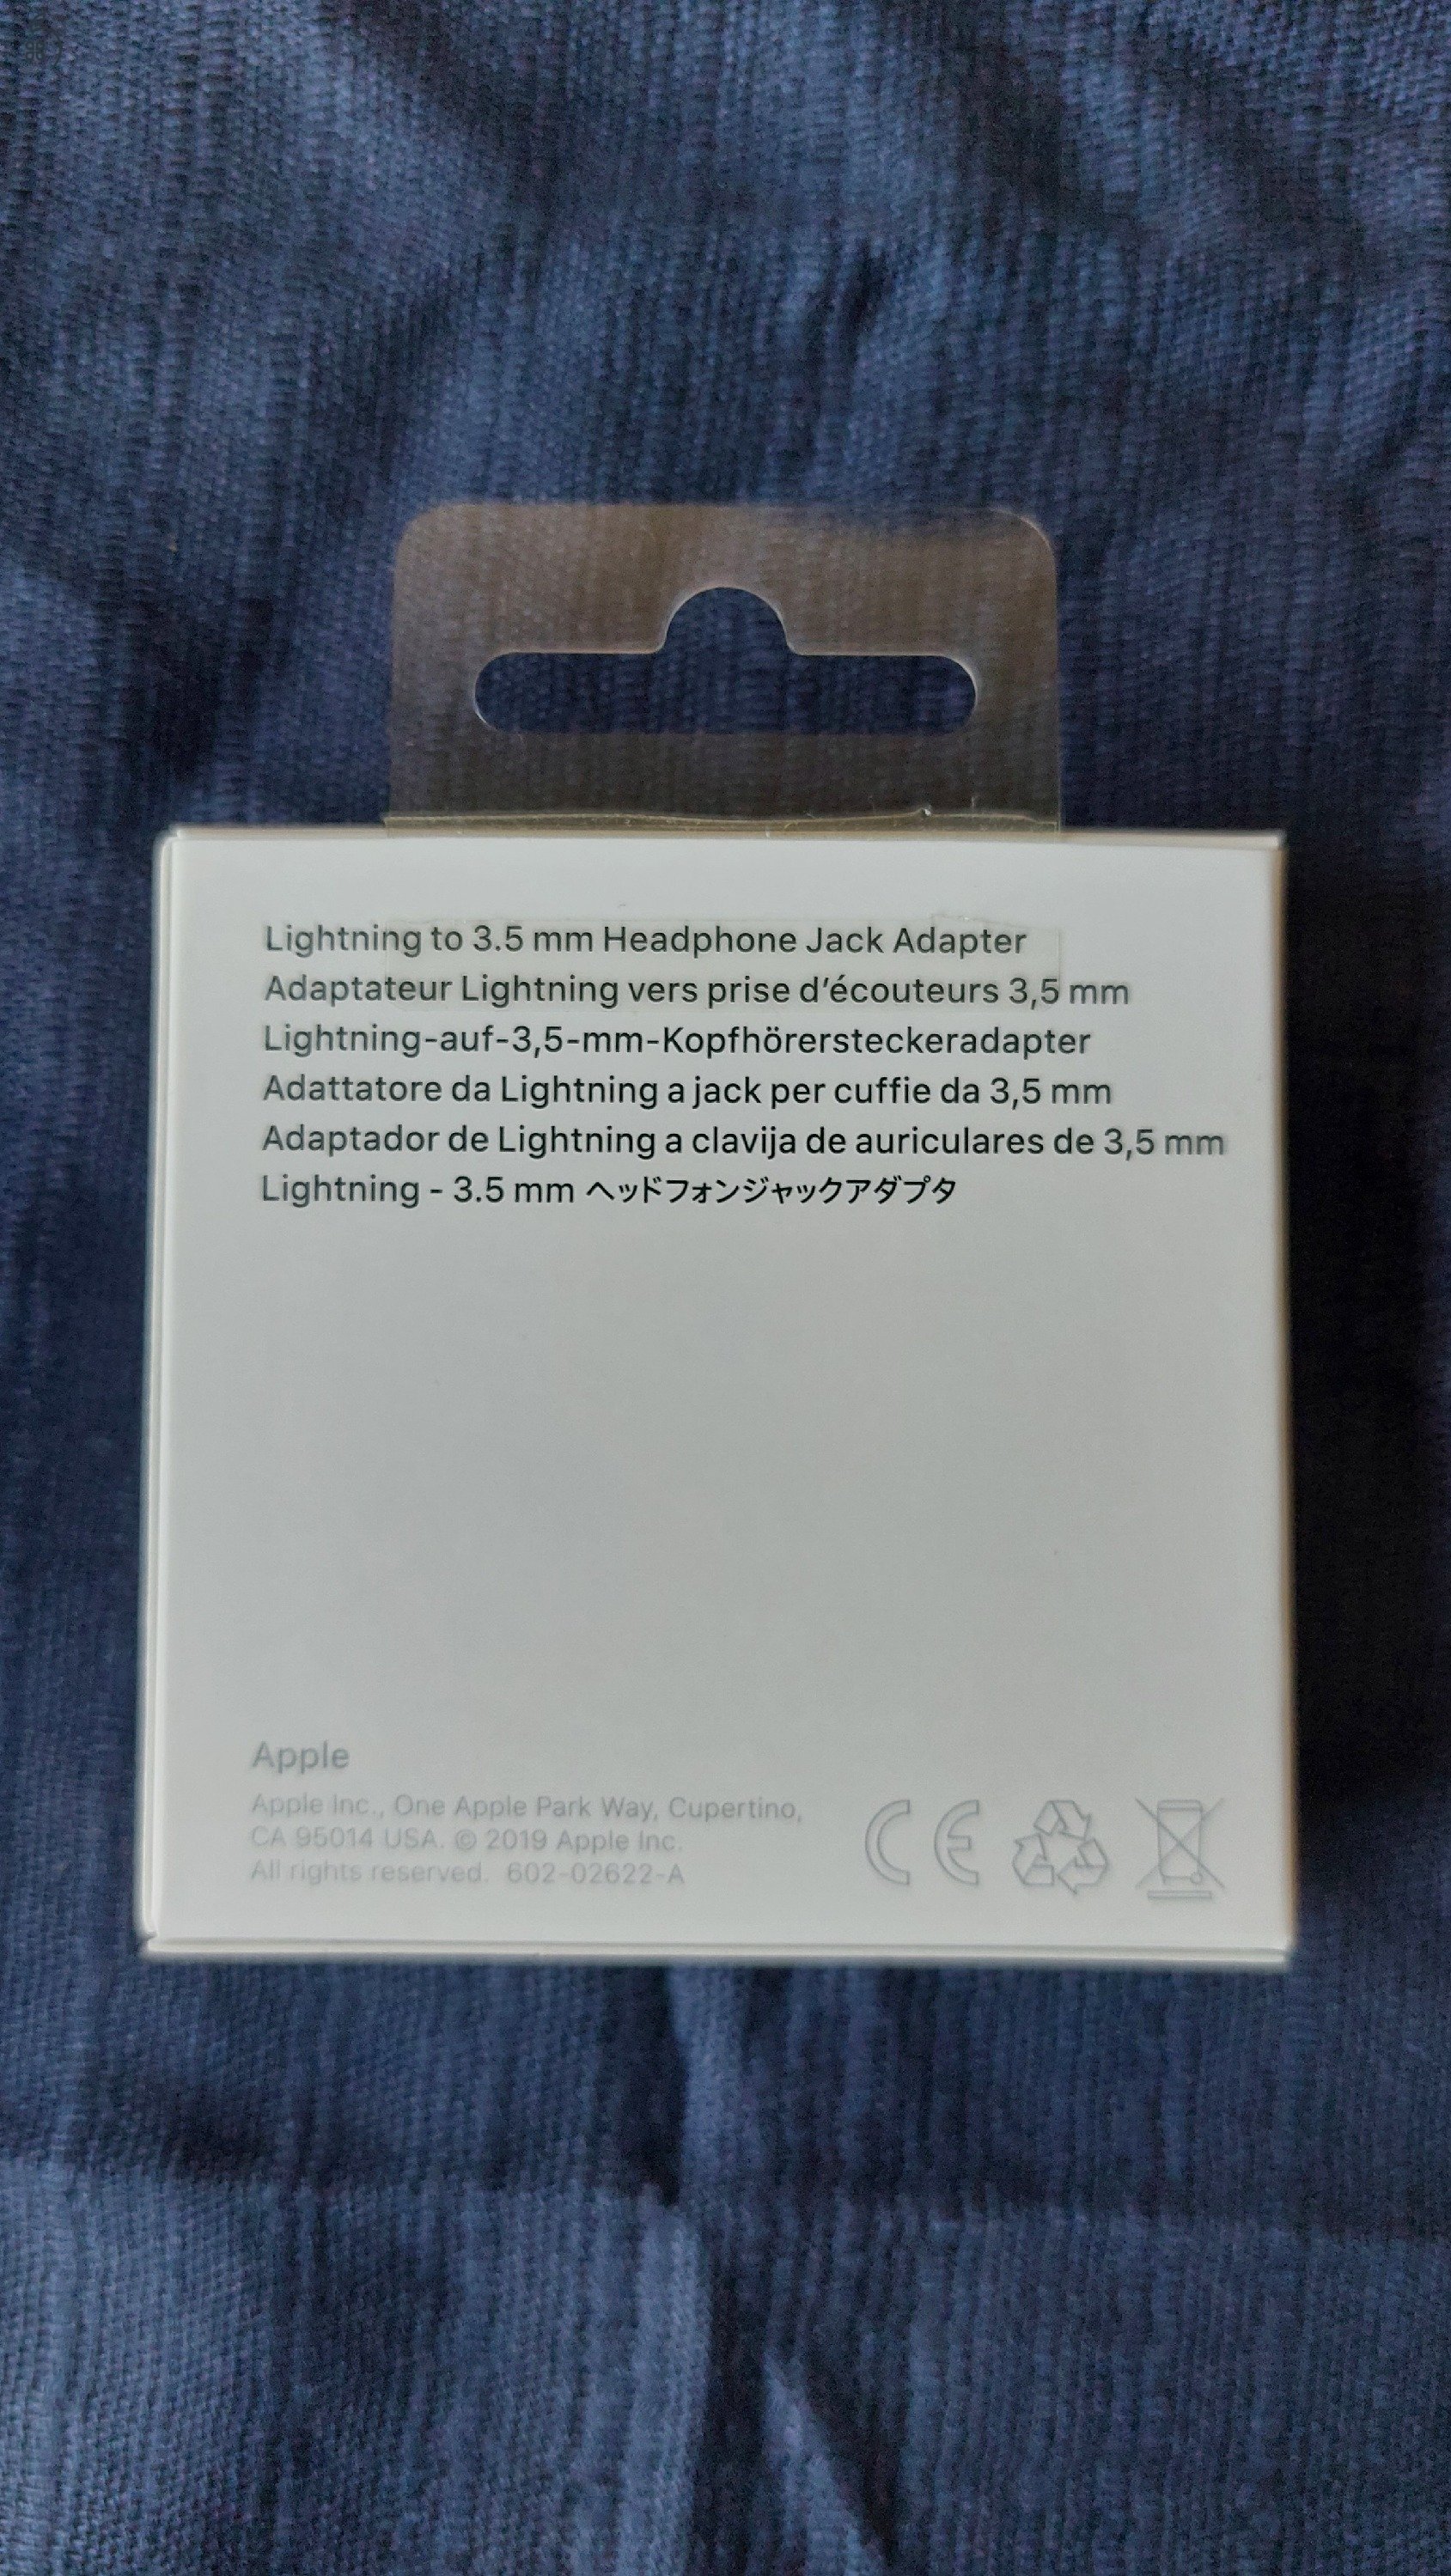 Lightning to 3.5 mm Headphone Jack Adapter
Adaptateur Lightning vers prise d’écouteurs 3,5 mm
Lightning-auf-3,5-mm-Kopfhörersteckeradapter
Adattatore da Lightning a jack per cuffie da 3,5 mm
Adaptador de Lightning a clavija de auriculares de 3,5 mm
Lightning - 3.5 mm ヘッドフォンジャックアダプタ
Apple
Apple Inc., One Apple Park Way, Cupertino,
CA 95014 USA. © 2019 Apple Inc.
All rights reserved. 602-02622-A
CE